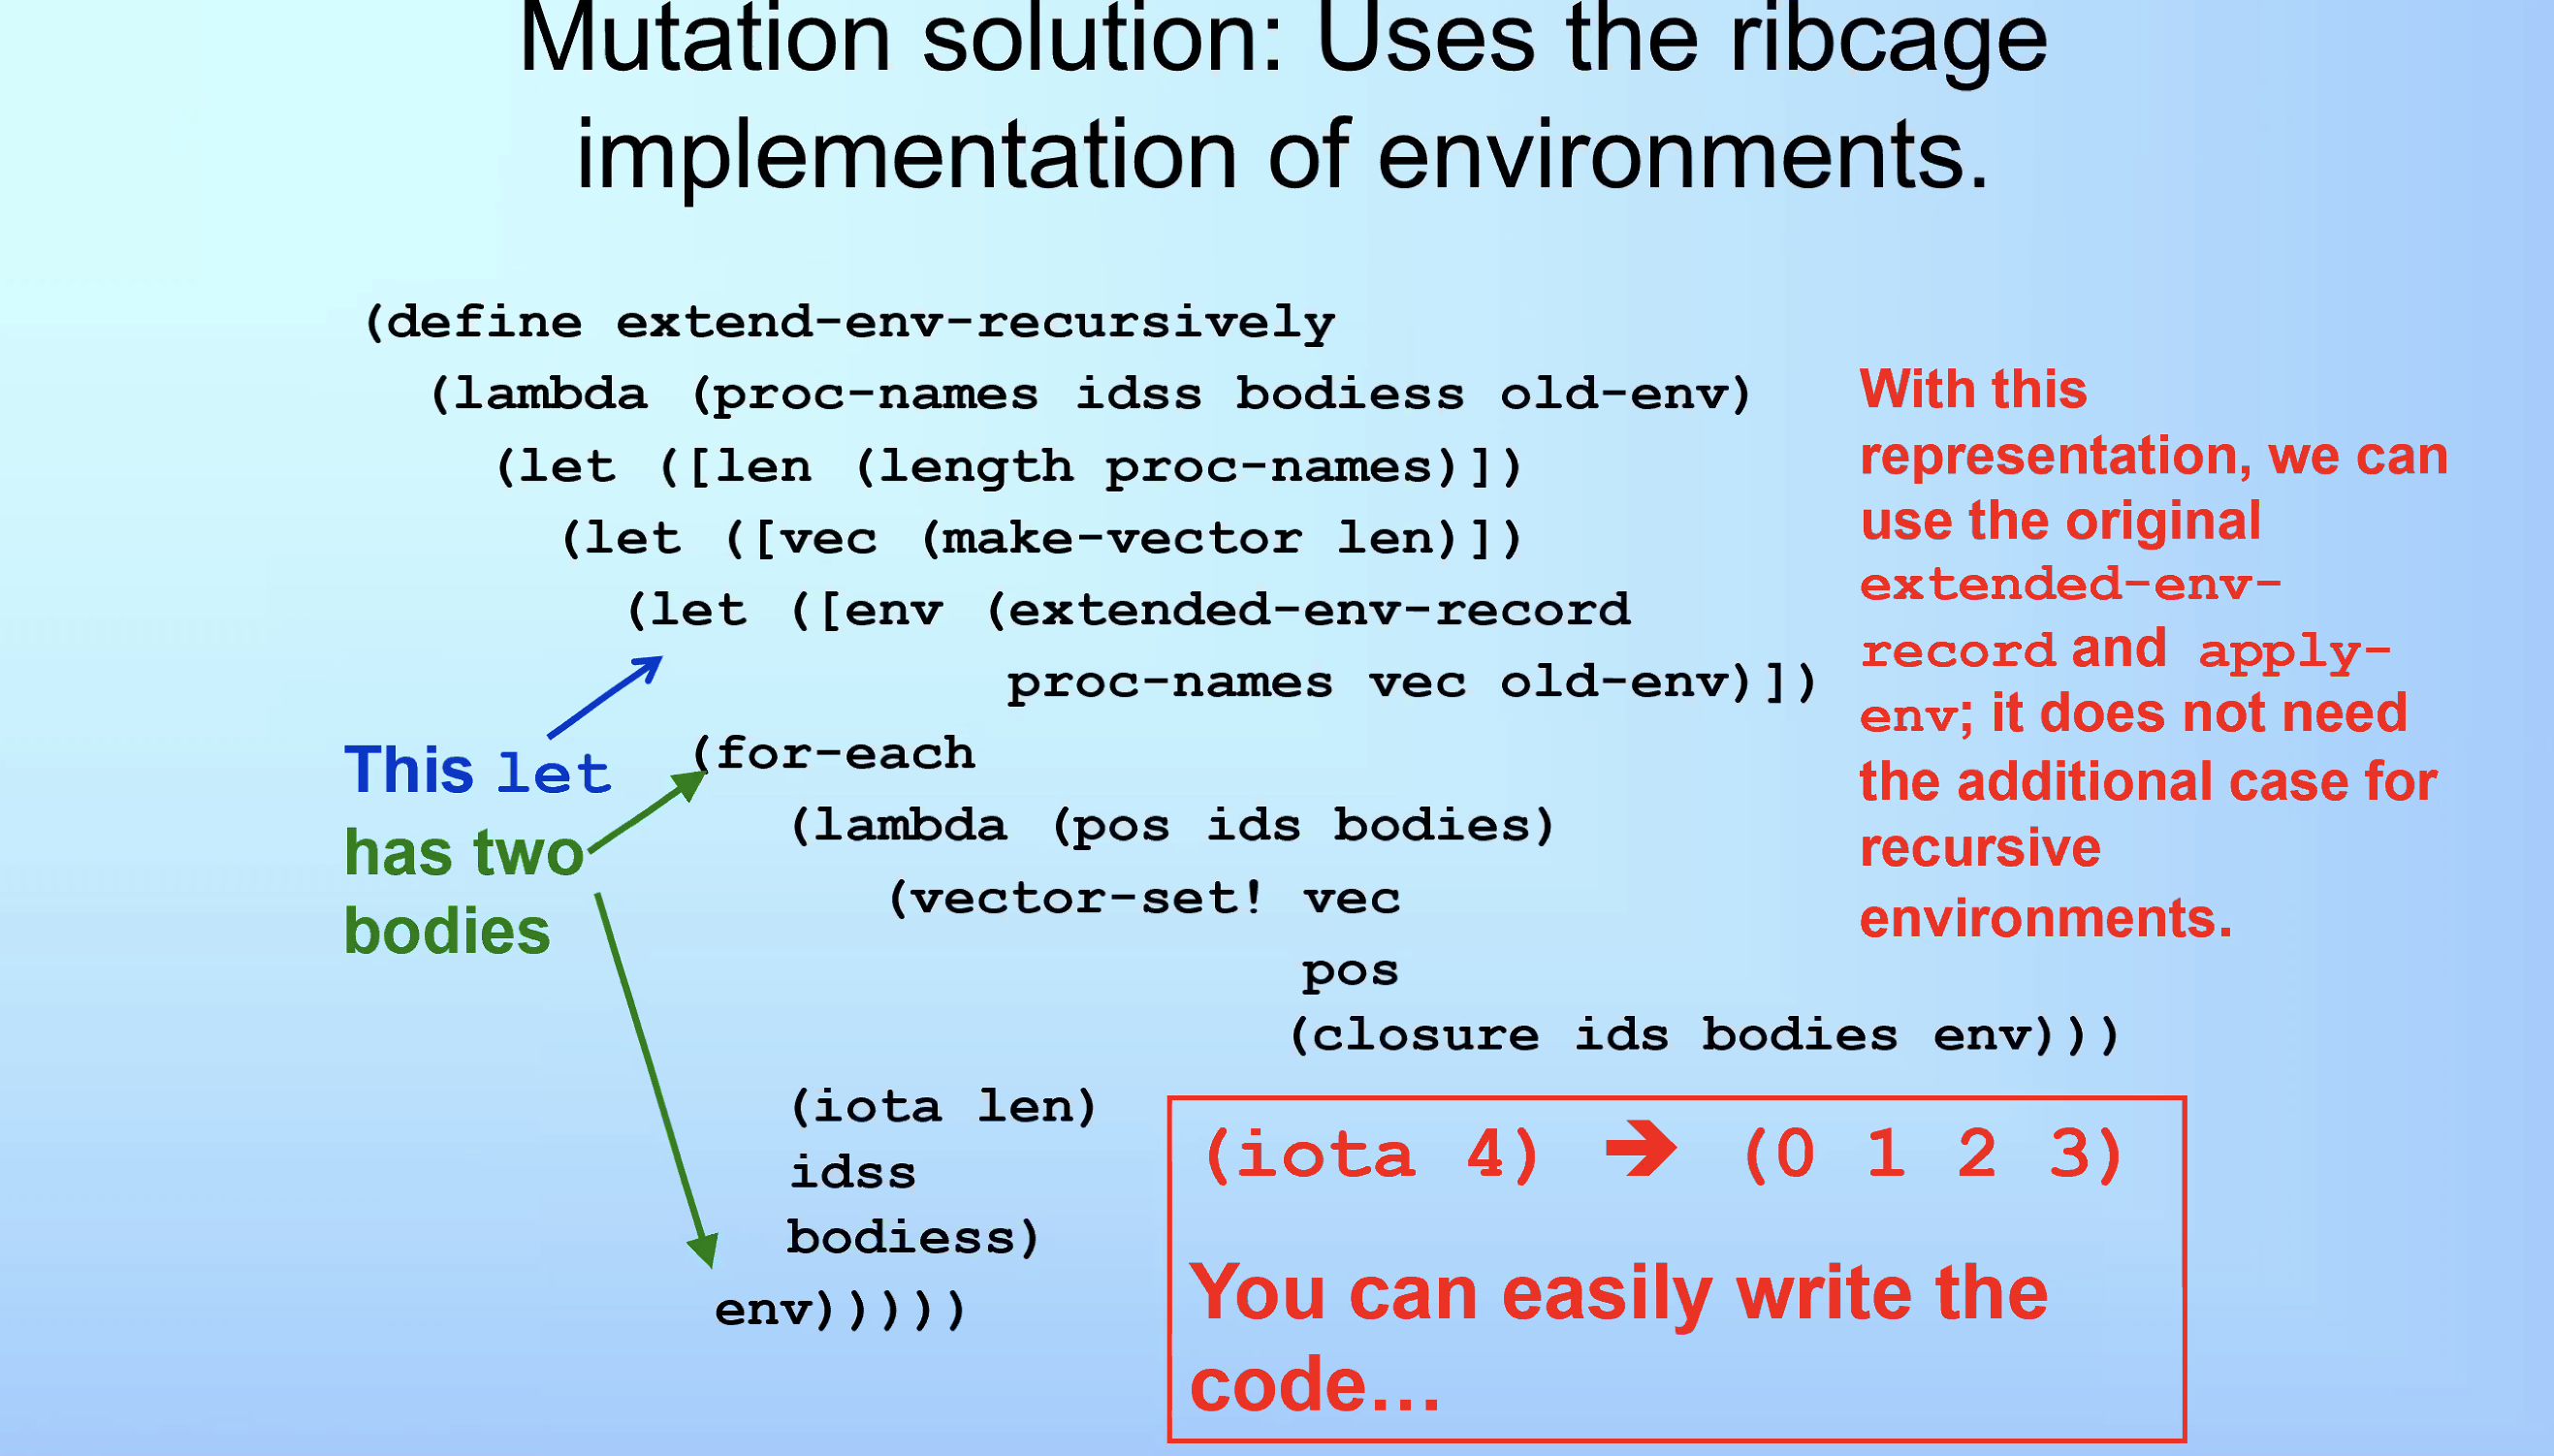 Mutation solution: Uses the ribcage
implementation of environments.
(define extend-env-recursively
(lambda (proc-names idss bodiess old-env)
(let ([len (length proc-names)])
(let ([vec (make-vector len)])
(let ([env (extended-env-record
proc-names vec old-env)])
(for-each
(lambda (pos ids bodies)
(vector-set! vec
pos
(closure ids bodies env)))
(iota len)
idss
bodiess)
env)))))
This let
has two
bodies
With this
representation, we can
use the original
extended-env-
record and apply-
env; it does not need
the additional case for
recursive
environments.
(iota 4) ➔ (0 1 2 3)
You can easily write the
code…